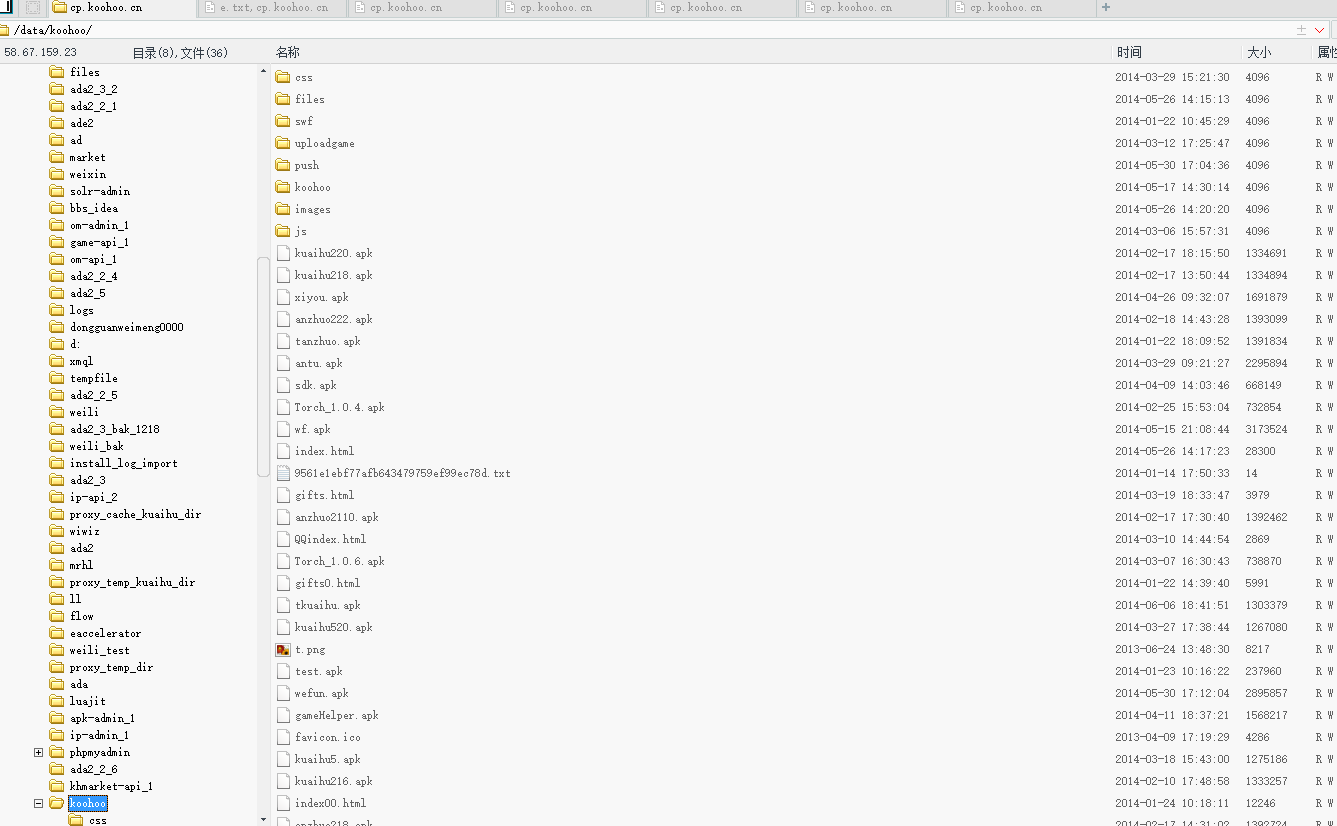 cp.koohoo.cn e.txt,cp.koohoo.cn cp.koohoo.cn cp.koohoo.cn cp.koohoo.cn cp.koohoo.cn cp.koohoo.cn
/data/koohoo/
58.67.159.23 目录(8),文件(36)
名称 时间 大小 属性
files
ada2_3_2
ada2_2_1
ade2
ad
market
weixin
solr-admin
bbs_idea
om-admin_1
game-api_1
om-api_1
ada2_2_4
ada2_5
logs
dongguanweimeng0000
d:
xmql
tempfile
ada2_2_5
weili
ada2_3_bak_1218
weili_bak
install_log_import
ada2_3
ip-api_2
proxy_cache_kuaihu_dir
wiwiz
ada2
mrhl
proxy_temp_kuaihu_dir
ll
flow
eaccelerator
weili_test
proxy_temp_dir
ada
luajit
apk-admin_1
ip-admin_1
phpmyadmin
ada2_2_6
khmarket-api_1
koohoo
css
css 2014-03-29 15:21:30 4096 R W
files 2014-05-26 14:15:13 4096 R W
swf 2014-01-22 10:45:29 4096 R W
uploadgame 2014-03-12 17:25:47 4096 R W
push 2014-05-30 17:04:36 4096 R W
koohoo 2014-05-17 14:30:14 4096 R W
images 2014-05-26 14:20:20 4096 R W
js 2014-03-06 15:57:31 4096 R W
kuaihu220.apk 2014-02-17 18:15:50 1334691 R W
kuaihu218.apk 2014-02-17 13:50:44 1334894 R W
xiyou.apk 2014-04-26 09:32:07 1691879 R W
anzhuo222.apk 2014-02-18 14:43:28 1393099 R W
tanzhuo.apk 2014-01-22 18:09:52 1391834 R W
antu.apk 2014-03-29 09:21:27 2295894 R W
sdk.apk 2014-04-09 14:03:46 668149 R W
Torch_1.0.4.apk 2014-02-25 15:53:04 732854 R W
wf.apk 2014-05-15 21:08:44 3173524 R W
index.html 2014-05-26 14:17:23 28300 R W
9561e1ebf77afb643479759ef99ec78d.txt 2014-01-14 17:50:33 14 R W
gifts.html 2014-03-19 18:33:47 3979 R W
anzhuo2110.apk 2014-02-17 17:30:40 1392462 R W
QQindex.html 2014-03-10 14:44:54 2869 R W
Torch_1.0.6.apk 2014-03-07 16:30:43 738870 R W
gifts0.html 2014-01-22 14:39:40 5991 R W
tkuaihu.apk 2014-06-06 18:41:51 1303379 R W
kuaihu520.apk 2014-03-27 17:38:44 1267080 R W
t.png 2013-06-24 13:48:30 8217 R W
test.apk 2014-01-23 10:16:22 237960 R W
wefun.apk 2014-05-30 17:12:04 2895857 R W
gameHelper.apk 2014-04-11 18:37:21 1568217 R W
favicon.ico 2013-04-09 17:19:29 4286 R W
kuaihu5.apk 2014-03-18 15:43:00 1275186 R W
kuaihu216.apk 2014-02-10 17:48:58 1333257 R W
index00.html 2014-01-24 10:18:11 12246 R W
anzhuo218.apk 2014-02-17 14:31:02 1392724 R W